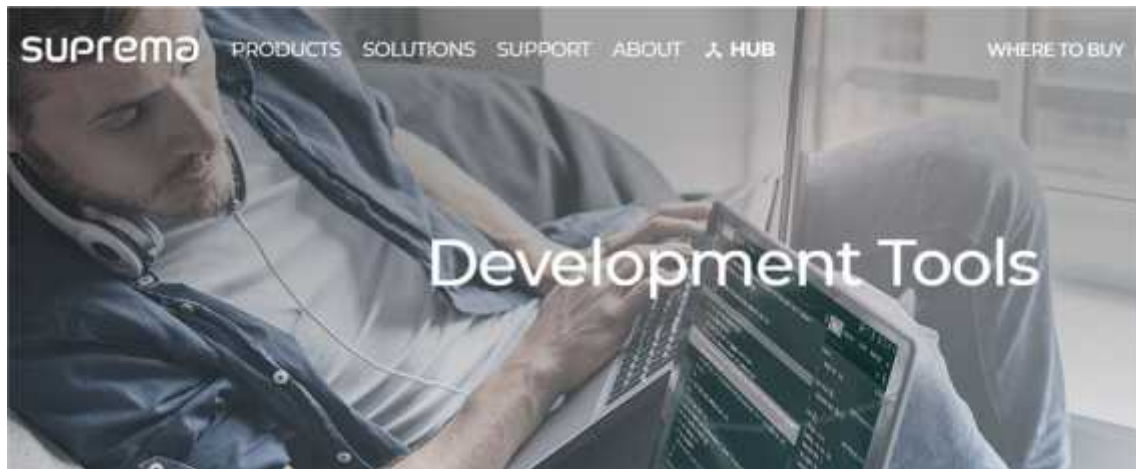 suprema PRODUCTS SOLUTIONS SUPPORT ABOUT HUB WHERE TO BUY
Development Tools